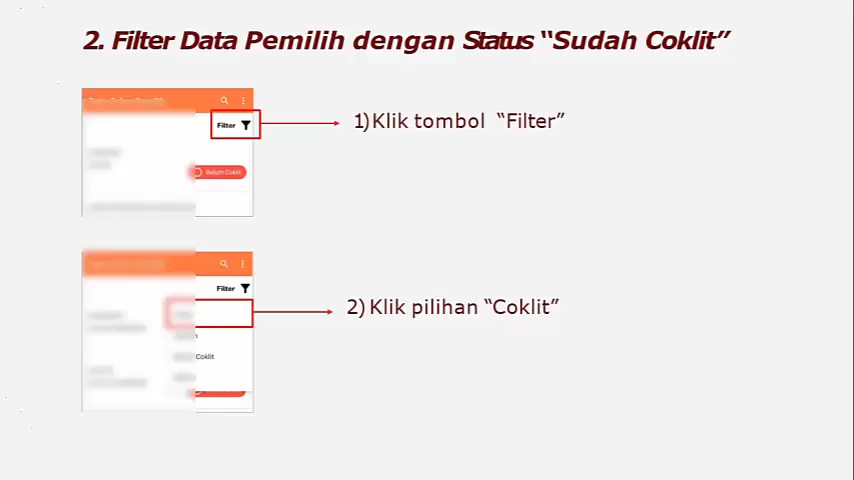 2. Filter Data Pemilih dengan Status “Sudah Coklit”
Filter
1)Klik tombol “Filter”
Belum Coklit
Filter
2) Klik pilihan “Coklit”
Coklit